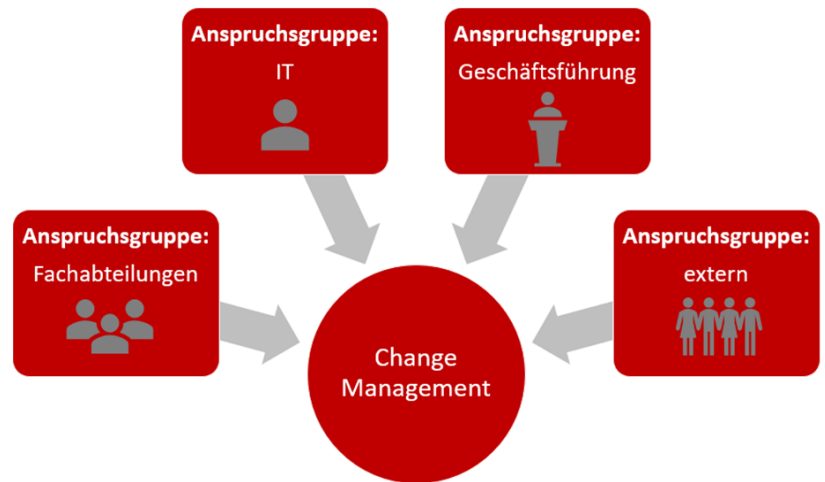 Anspruchsgruppe:
IT
Anspruchsgruppe:
Geschäftsführung
Anspruchsgruppe:
Fachabteilungen
Anspruchsgruppe:
extern
Change
Management